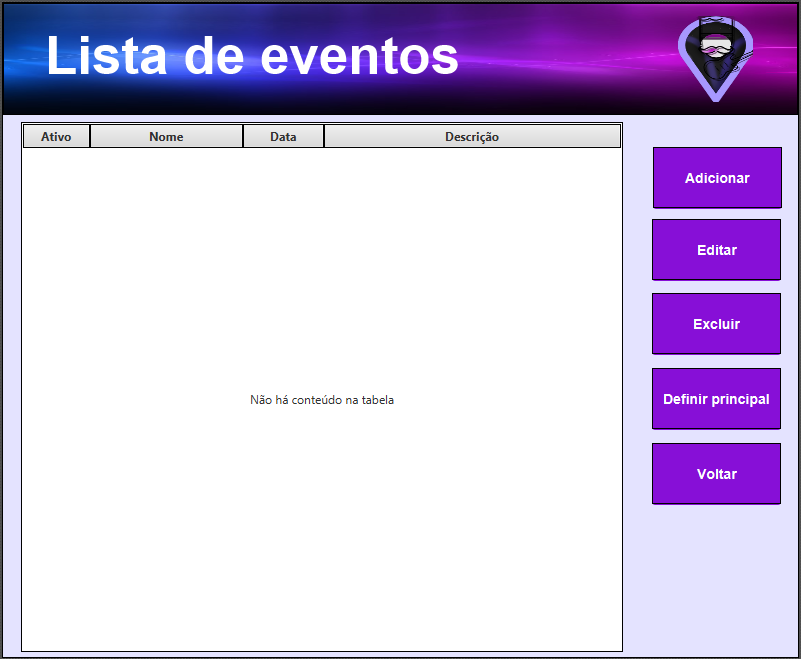 Lista de eventos
Ativo Nome Data Descrição
Não há conteúdo na tabela
Adicionar
Editar
Excluir
Definir principal
Voltar